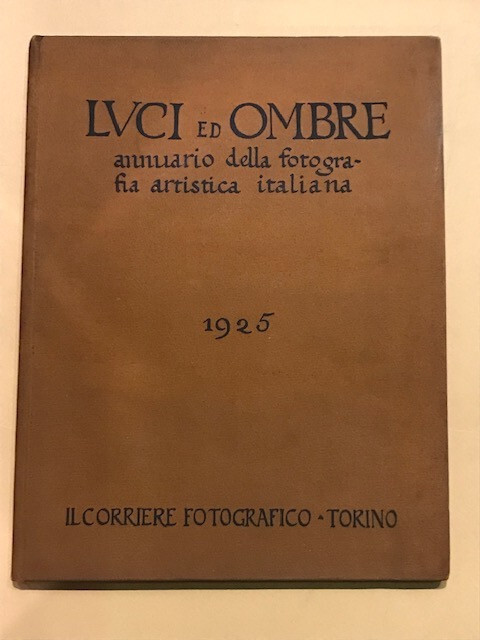 LVCI ED OMBRE
annuario della fotogra-
fia artistica italiana
1925
IL CORRIERE FOTOGRAFICO - TORINO